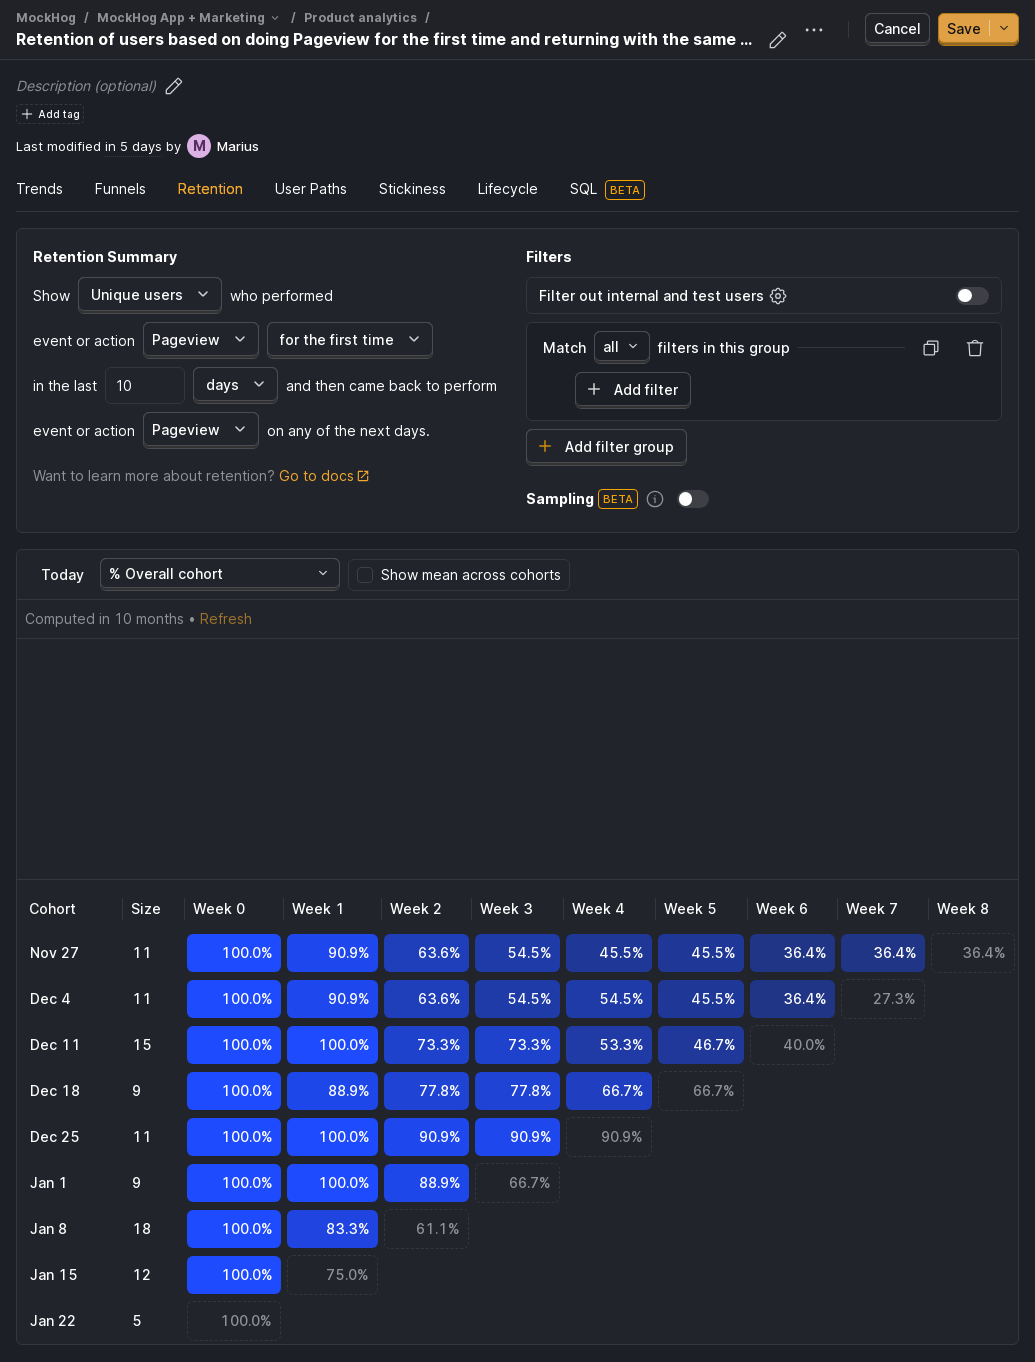 MockHog / MockHog App + Marketing / Product analytics /
Retention of users based on doing Pageview for the first time and returning with the same ...
Cancel
Save
Description (optional)
Add tag
Last modified in 5 days by M Marius
Trends Funnels Retention User Paths Stickiness Lifecycle SQL BETA
Retention Summary
Show Unique users who performed
event or action Pageview for the first time
in the last 10 days and then came back to perform
event or action Pageview on any of the next days.
Want to learn more about retention? Go to docs
Filters
Filter out internal and test users
Match all filters in this group
Add filter
Add filter group
Sampling BETA
Today % Overall cohort Show mean across cohorts
Computed in 10 months • Refresh
Cohort Size Week 0 Week 1 Week 2 Week 3 Week 4 Week 5 Week 6 Week 7 Week 8
Nov 27 11 100.0% 90.9% 63.6% 54.5% 45.5% 45.5% 36.4% 36.4% 36.4%
Dec 4 11 100.0% 90.9% 63.6% 54.5% 54.5% 45.5% 36.4% 27.3%
Dec 11 15 100.0% 100.0% 73.3% 73.3% 53.3% 46.7% 40.0%
Dec 18 9 100.0% 88.9% 77.8% 77.8% 66.7% 66.7%
Dec 25 11 100.0% 100.0% 90.9% 90.9% 90.9%
Jan 1 9 100.0% 100.0% 88.9% 66.7%
Jan 8 18 100.0% 83.3% 61.1%
Jan 15 12 100.0% 75.0%
Jan 22 5 100.0%